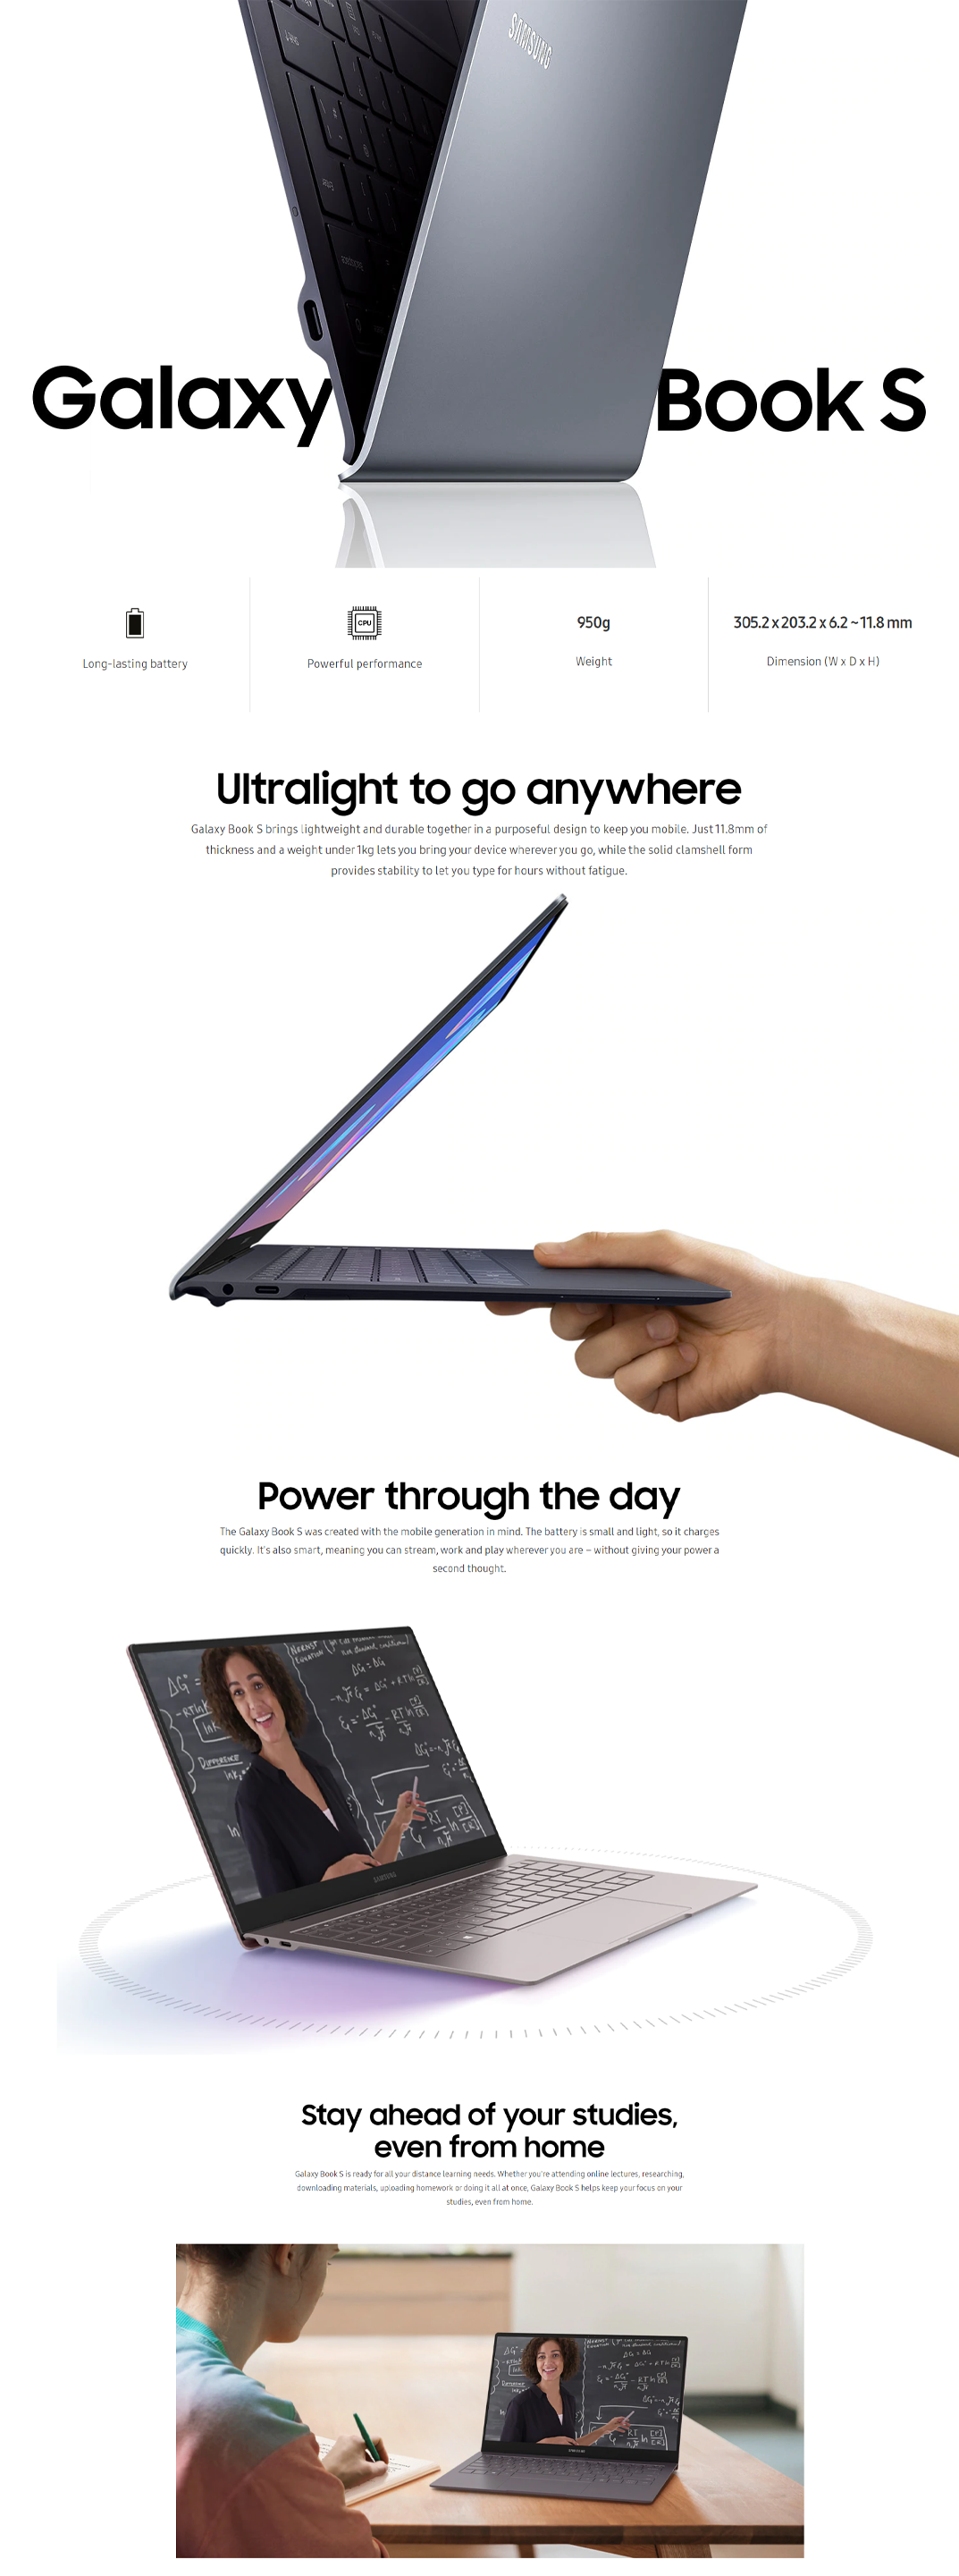 SAMSUNG
Galaxy Book S
CPU
Long-lasting battery
Powerful performance
950g
Weight
305.2 x 203.2 x 6.2 ~ 11.8 mm
Dimension (W x D x H)
Ultralight to go anywhere
Galaxy Book S brings lightweight and durable together in a purposeful design to keep you mobile. Just 11.8mm of
thickness and a weight under 1kg lets you bring your device wherever you go, while the solid clamshell form
provides stability to let you type for hours without fatigue.
Power through the day
The Galaxy Book S was created with the mobile generation in mind. The battery is small and light, so it charges
quickly. It's also smart, meaning you can stream, work and play wherever you are – without giving your power a
second thought.
NERNST
EQUATION
DIFFERENCE
SAMSUNG
Stay ahead of your studies,
even from home
Galaxy Book S is ready for all your distance learning needs. Whether you're attending online lectures, researching,
downloading materials, uploading homework or doing it all at once, Galaxy Book S helps keep your focus on your
studies, even from home.
SAMSUNG